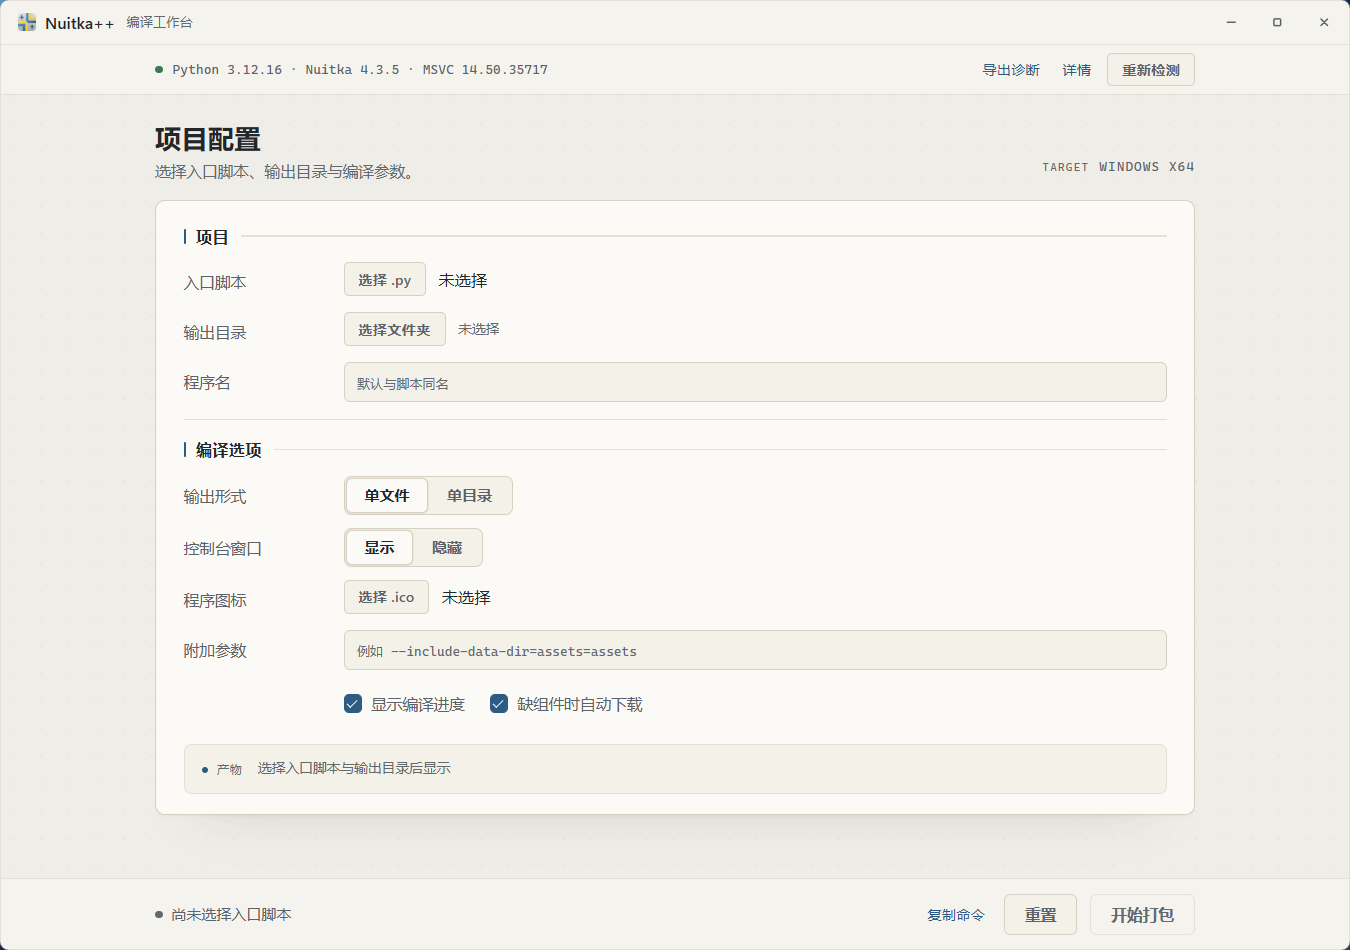 Nuitka++ 编译工作台
Python 3.12.16 · Nuitka 4.3.5 · MSVC 14.50.35717 导出诊断 详情 重新检测
项目配置
选择入口脚本、输出目录与编译参数。
TARGET WINDOWS X64
项目
入口脚本 选择 .py 未选择
输出目录 选择文件夹 未选择
程序名 默认与脚本同名
编译选项
输出形式 单文件 单目录
控制台窗口 显示 隐藏
程序图标 选择 .ico 未选择
附加参数 例如 --include-data-dir=assets=assets
显示编译进度 缺组件时自动下载
产物 选择入口脚本与输出目录后显示
尚未选择入口脚本 复制命令 重置 开始打包